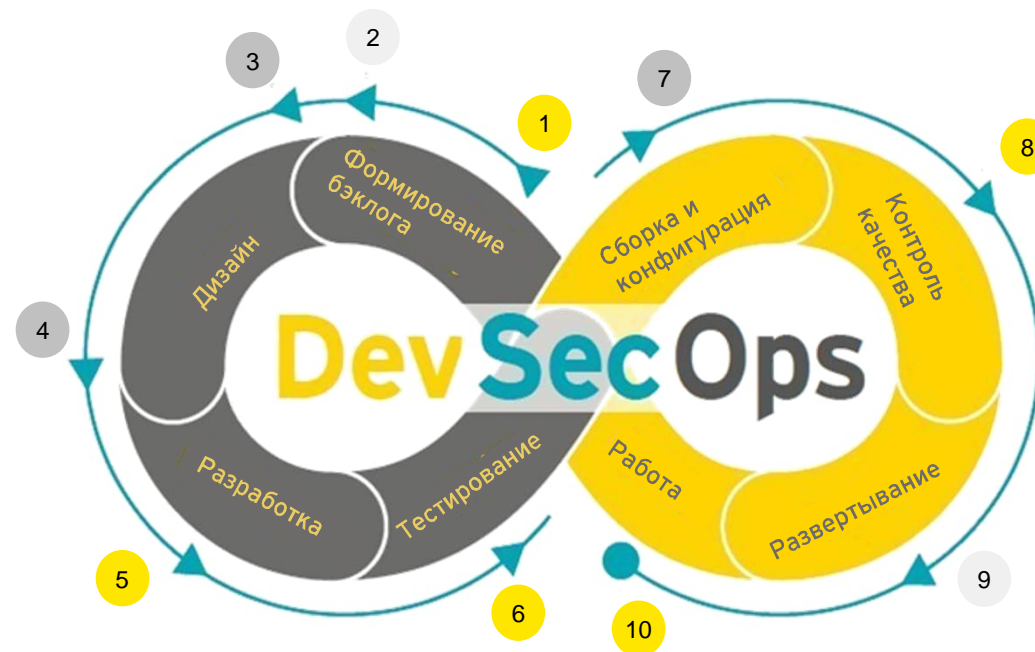 2
3
7
1
8
Формирование
бэклога
Сборка и
конфигурация
Контроль
качества
Дизайн
4
DevSecOps
Разработка
Тестирование
Работа
Развертывание
5
6
9
10